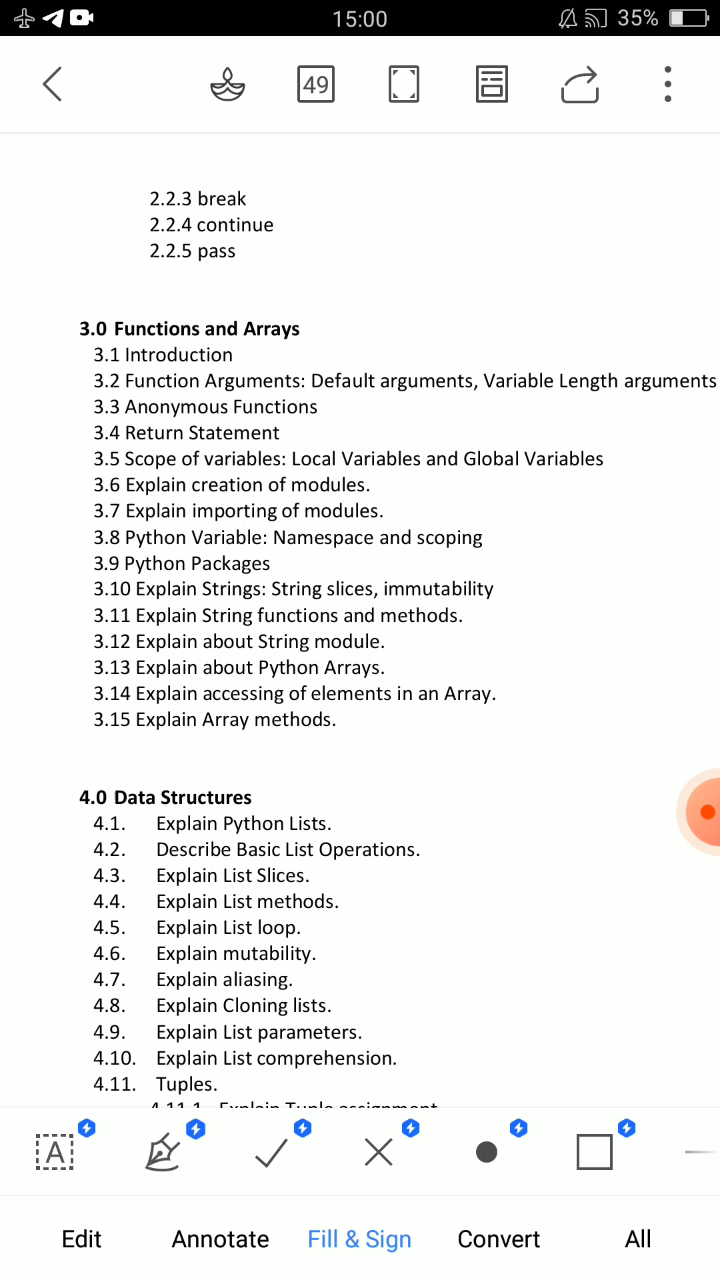 15:00
35%
49
2.2.3 break
2.2.4 continue
2.2.5 pass
3.0 Functions and Arrays
3.1 Introduction
3.2 Function Arguments: Default arguments, Variable Length arguments
3.3 Anonymous Functions
3.4 Return Statement
3.5 Scope of variables: Local Variables and Global Variables
3.6 Explain creation of modules.
3.7 Explain importing of modules.
3.8 Python Variable: Namespace and scoping
3.9 Python Packages
3.10 Explain Strings: String slices, immutability
3.11 Explain String functions and methods.
3.12 Explain about String module.
3.13 Explain about Python Arrays.
3.14 Explain accessing of elements in an Array.
3.15 Explain Array methods.
4.0 Data Structures
4.1. Explain Python Lists.
4.2. Describe Basic List Operations.
4.3. Explain List Slices.
4.4. Explain List methods.
4.5. Explain List loop.
4.6. Explain mutability.
4.7. Explain aliasing.
4.8. Explain Cloning lists.
4.9. Explain List parameters.
4.10. Explain List comprehension.
4.11. Tuples.
4.11.1 Explain Tuple assignment
A
Edit Annotate Fill & Sign Convert All